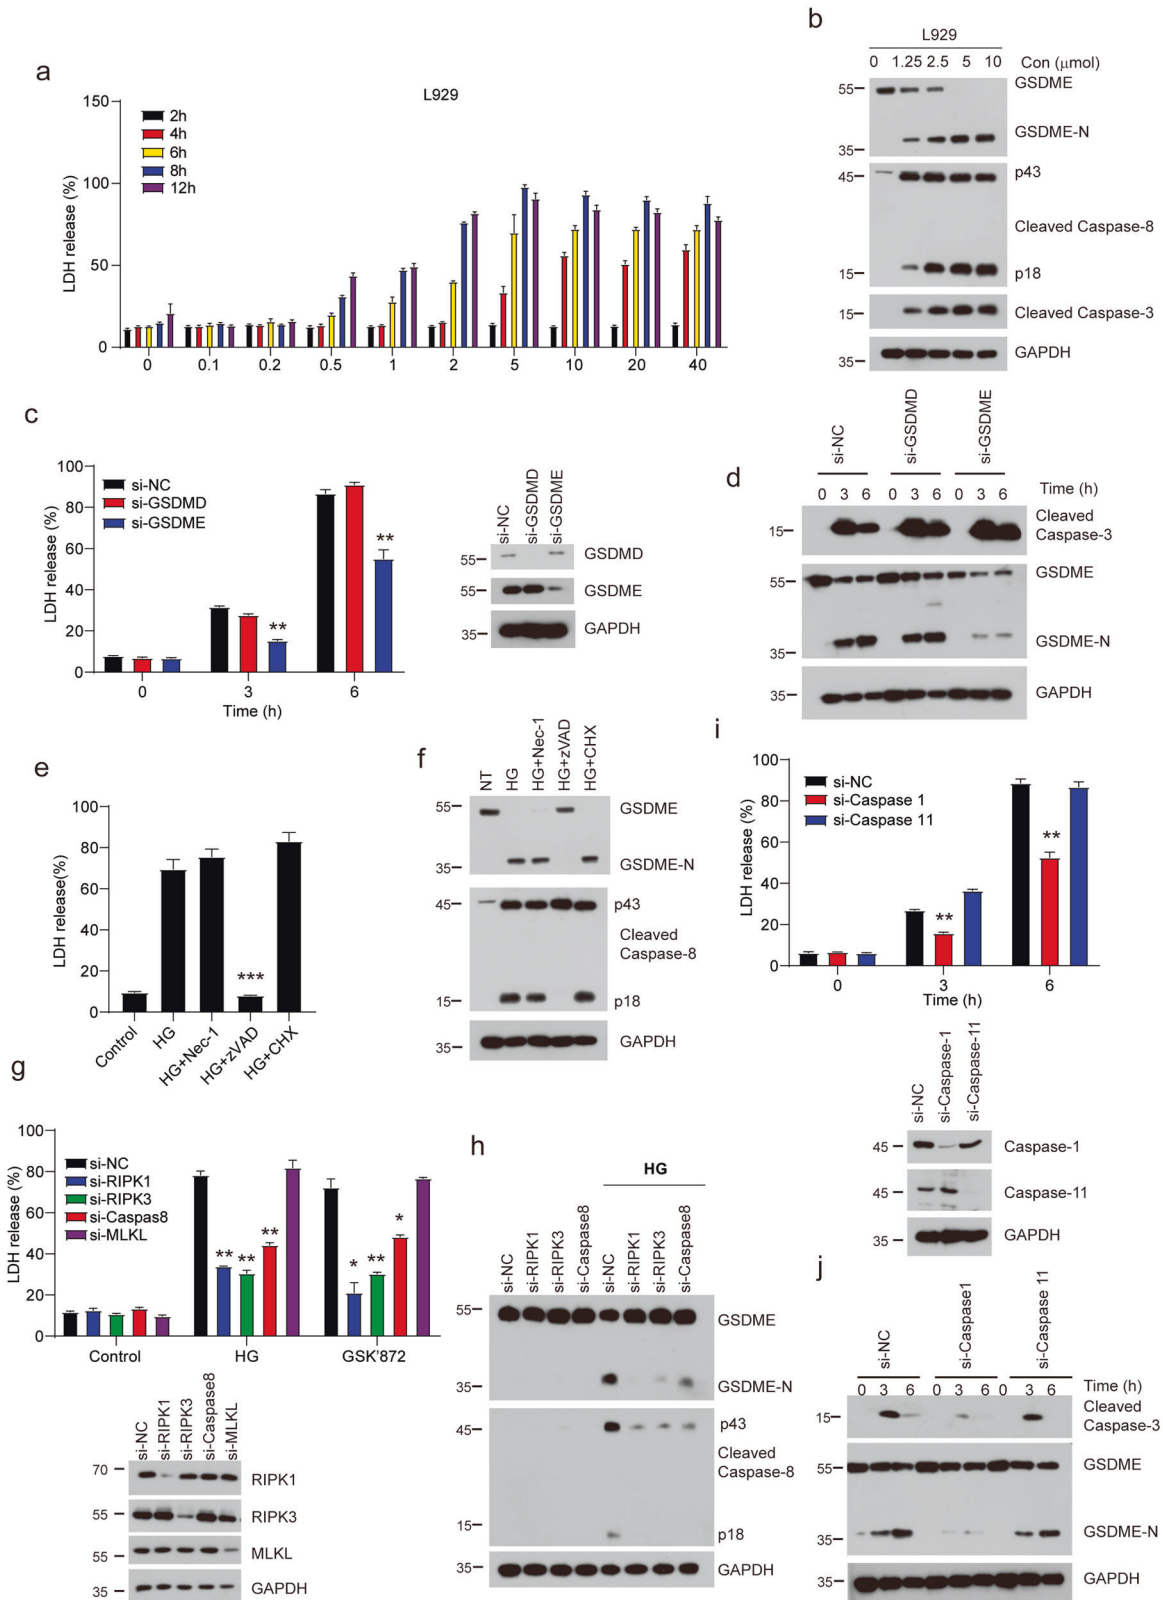 a
L929
LDH release (%)
150
100
50
0
2h
4h
6h
8h
12h
0 0.1 0.2 0.5 1 2 5 10 20 40
b
L929
0 1.25 2.5 5 10 Con (μmol)
55 GSDME
GSDME-N
35
45 p43
Cleaved Caspase-8
15 p18
15 Cleaved Caspase-3
35 GAPDH
c
LDH release (%)
100
80
60
40
20
0
si-NC
si-GSDMD
si-GSDME
**
**
0 3 6
Time (h)
si-NC
si-GSDMD
si-GSDME
55 GSDMD
55 GSDME
35 GAPDH
d
si-NC
si-GSDMD
si-GSDME
0 3 6 0 3 6 0 3 6 Time (h)
15 Cleaved
Caspase-3
55 GSDME
35 GSDME-N
35 GAPDH
e
LDH release(%)
100
80
60
40
20
0
***
Control
HG
HG+Nec-1
HG+zVAD
HG+CHX
f
NT
HG
HG+Nec-1
HG+zVAD
HG+CHX
55 GSDME
35 GSDME-N
45 p43
Cleaved
Caspase-8
15 p18
35 GAPDH
i
LDH release (%)
100
80
60
40
20
0
si-NC
si-Caspase 1
si-Caspase 11
**
**
0 3 6
Time (h)
si-NC
si-Caspase-1
si-Caspase-11
45 Caspase-1
45 Caspase-11
35 GAPDH
g
LDH release (%)
100
80
60
40
20
0
si-NC
si-RIPK1
si-RIPK3
si-Caspas8
si-MLKL
** ** **
* ** *
Control HG GSK'872
si-NC
si-RIPK1
si-RIPK3
si-Caspase8
si-MLKL
70 RIPK1
55 RIPK3
55 MLKL
35 GAPDH
h
HG
si-NC
si-RIPK1
si-RIPK3
si-Caspase8
si-NC
si-RIPK1
si-RIPK3
si-Caspase8
55 GSDME
35 GSDME-N
45 p43
Cleaved
Caspase-8
15 p18
35 GAPDH
j
si-NC
si-Caspase1
si-Caspase 11
0 3 6 0 3 6 0 3 6 Time (h)
15 Cleaved
Caspase-3
55 GSDME
35 GSDME-N
35 GAPDH